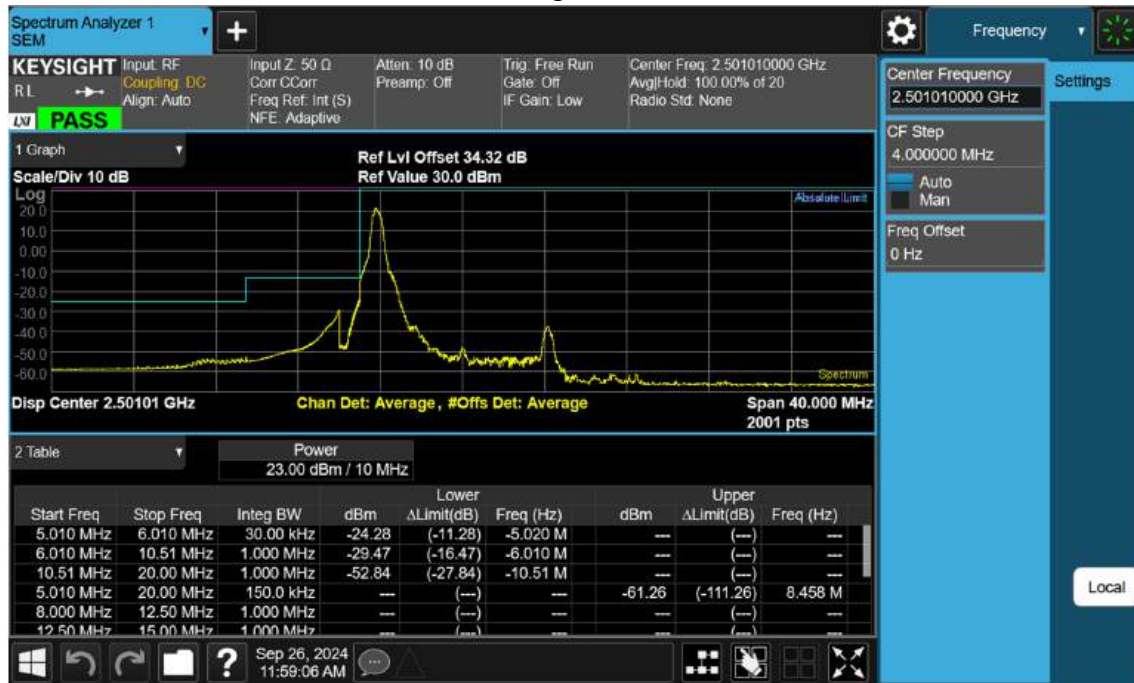 Spectrum Analyzer 1
SEM
+
Frequency
KEYSIGHT
RL
LXI PASS
Input: RF
Coupling: DC
Align: Auto
Input Z: 50 Ω
Corr CCorr
Freq Ref: Int (S)
NFE: Adaptive
Atten: 10 dB
Preamp: Off
Trig: Free Run
Gate: Off
IF Gain: Low
Center Freq: 2.501010000 GHz
Avg|Hold: 100.00% of 20
Radio Std: None
Center Frequency
2.501010000 GHz
Settings
CF Step
4.000000 MHz
Auto
Man
Freq Offset
0 Hz
1 Graph
Scale/Div 10 dB
Ref Lvl Offset 34.32 dB
Ref Value 30.0 dBm
Log
Absolute Limit
20.0
10.0
0.00
-10.0
-20.0
-30.0
-40.0
-50.0
-60.0
Spectrum
Disp Center 2.50101 GHz
Chan Det: Average, #Offs Det: Average
Span 40.000 MHz
2001 pts
2 Table
Power
23.00 dBm / 10 MHz
Lower Upper
Start Freq Stop Freq Integ BW dBm ΔLimit(dB) Freq (Hz) dBm ΔLimit(dB) Freq (Hz)
5.010 MHz 6.010 MHz 30.00 kHz -24.28 (-11.28) -5.020 M --- (---) ---
6.010 MHz 10.51 MHz 1.000 MHz -29.47 (-16.47) -6.010 M --- (---) ---
10.51 MHz 20.00 MHz 1.000 MHz -52.84 (-27.84) -10.51 M --- (---) ---
5.010 MHz 20.00 MHz 150.0 kHz --- (---) --- -61.26 (-111.26) 8.458 M
8.000 MHz 12.50 MHz 1.000 MHz --- (---) --- --- (---) ---
12.50 MHz 15.00 MHz 1.000 MHz --- (---) --- --- (---) ---
Local
?
Sep 26, 2024
11:59:06 AM